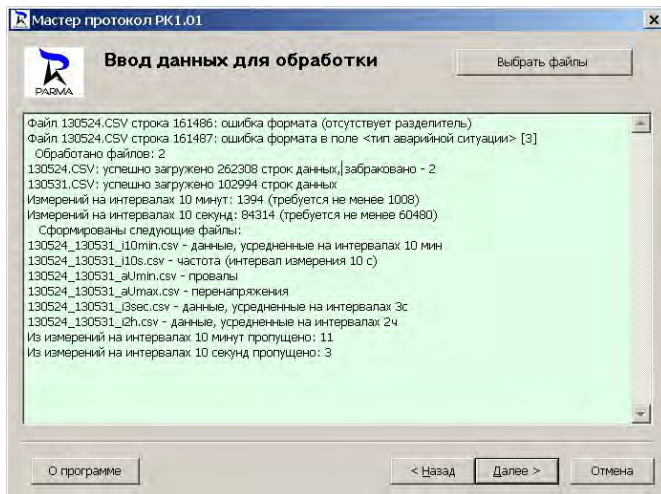 Мастер протокол РК1.01
PARMA
Ввод данных для обработки
Выбрать файлы
Файл 130524.CSV строка 161486: ошибка формата (отсутствует разделитель)
Файл 130524.CSV строка 161487: ошибка формата в поле <тип аварийной ситуации> [3]
Обработано файлов: 2
130524.CSV: успешно загружено 262308 строк данных, забраковано - 2
130531.CSV: успешно загружено 102994 строк данных
Измерений на интервалах 10 минут: 1394 (требуется не менее 1008)
Измерений на интервалах 10 секунд: 84314 (требуется не менее 60480)
Сформированы следующие файлы:
130524_130531_i10min.csv - данные, усредненные на интервалах 10 мин
130524_130531_i10s.csv - частота (интервал измерения 10 с)
130524_130531_aUmin.csv - провалы
130524_130531_aUmax.csv - перенапряжения
130524_130531_i3sec.csv - данные, усредненные на интервалах 3с
130524_130531_i2h.csv - данные, усредненные на интервалах 2ч
Из измерений на интервалах 10 минут пропущено: 11
Из измерений на интервалах 10 секунд пропущено: 3
О программе
< Назад
Далее >
Отмена